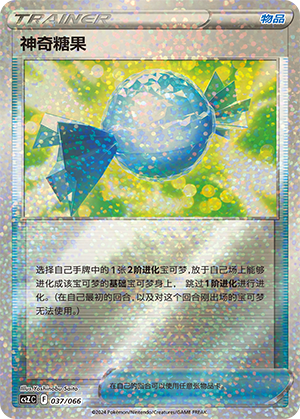 TRAINER
物品
神奇糖果
选择自己手牌中的1张2阶进化宝可梦,放于自己场上能够
进化成该宝可梦的基础宝可梦身上, 跳过1阶进化进行进
化。(在自己最初的回合,以及对这个回合刚出场的宝可梦
无法使用。)
Illus. Yoshinobu Saito
在自己的回合可以使用任意张物品卡。
csZC F 037/066
©2024 Pokémon/Nintendo/Creatures/GAME FREAK